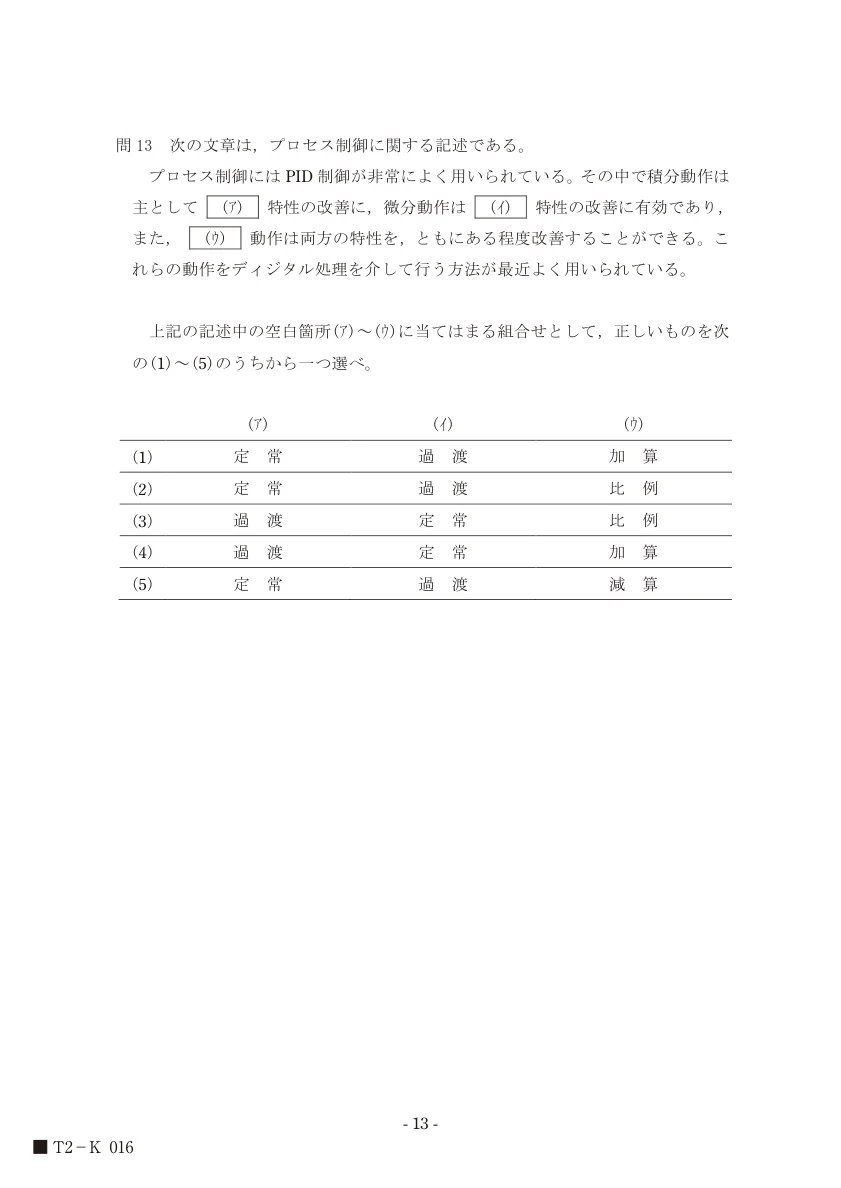 問 13　次の文章は，プロセス制御に関する記述である。
プロセス制御には PID 制御が非常によく用いられている。その中で積分動作は
主として (ｱ) 特性の改善に，微分動作は (ｲ) 特性の改善に有効であり，
また， (ｳ) 動作は両方の特性を，ともにある程度改善することができる。こ
れらの動作をディジタル処理を介して行う方法が最近よく用いられている。
上記の記述中の空白箇所(ｱ)～(ｳ)に当てはまる組合せとして，正しいものを次
の(1)～(5)のうちから一つ選べ。
(ｱ) (ｲ) (ｳ)
(1) 定　常 過　渡 加　算
(2) 定　常 過　渡 比　例
(3) 過　渡 定　常 比　例
(4) 過　渡 定　常 加　算
(5) 定　常 過　渡 減　算
- 13 -
■ T2－K 016